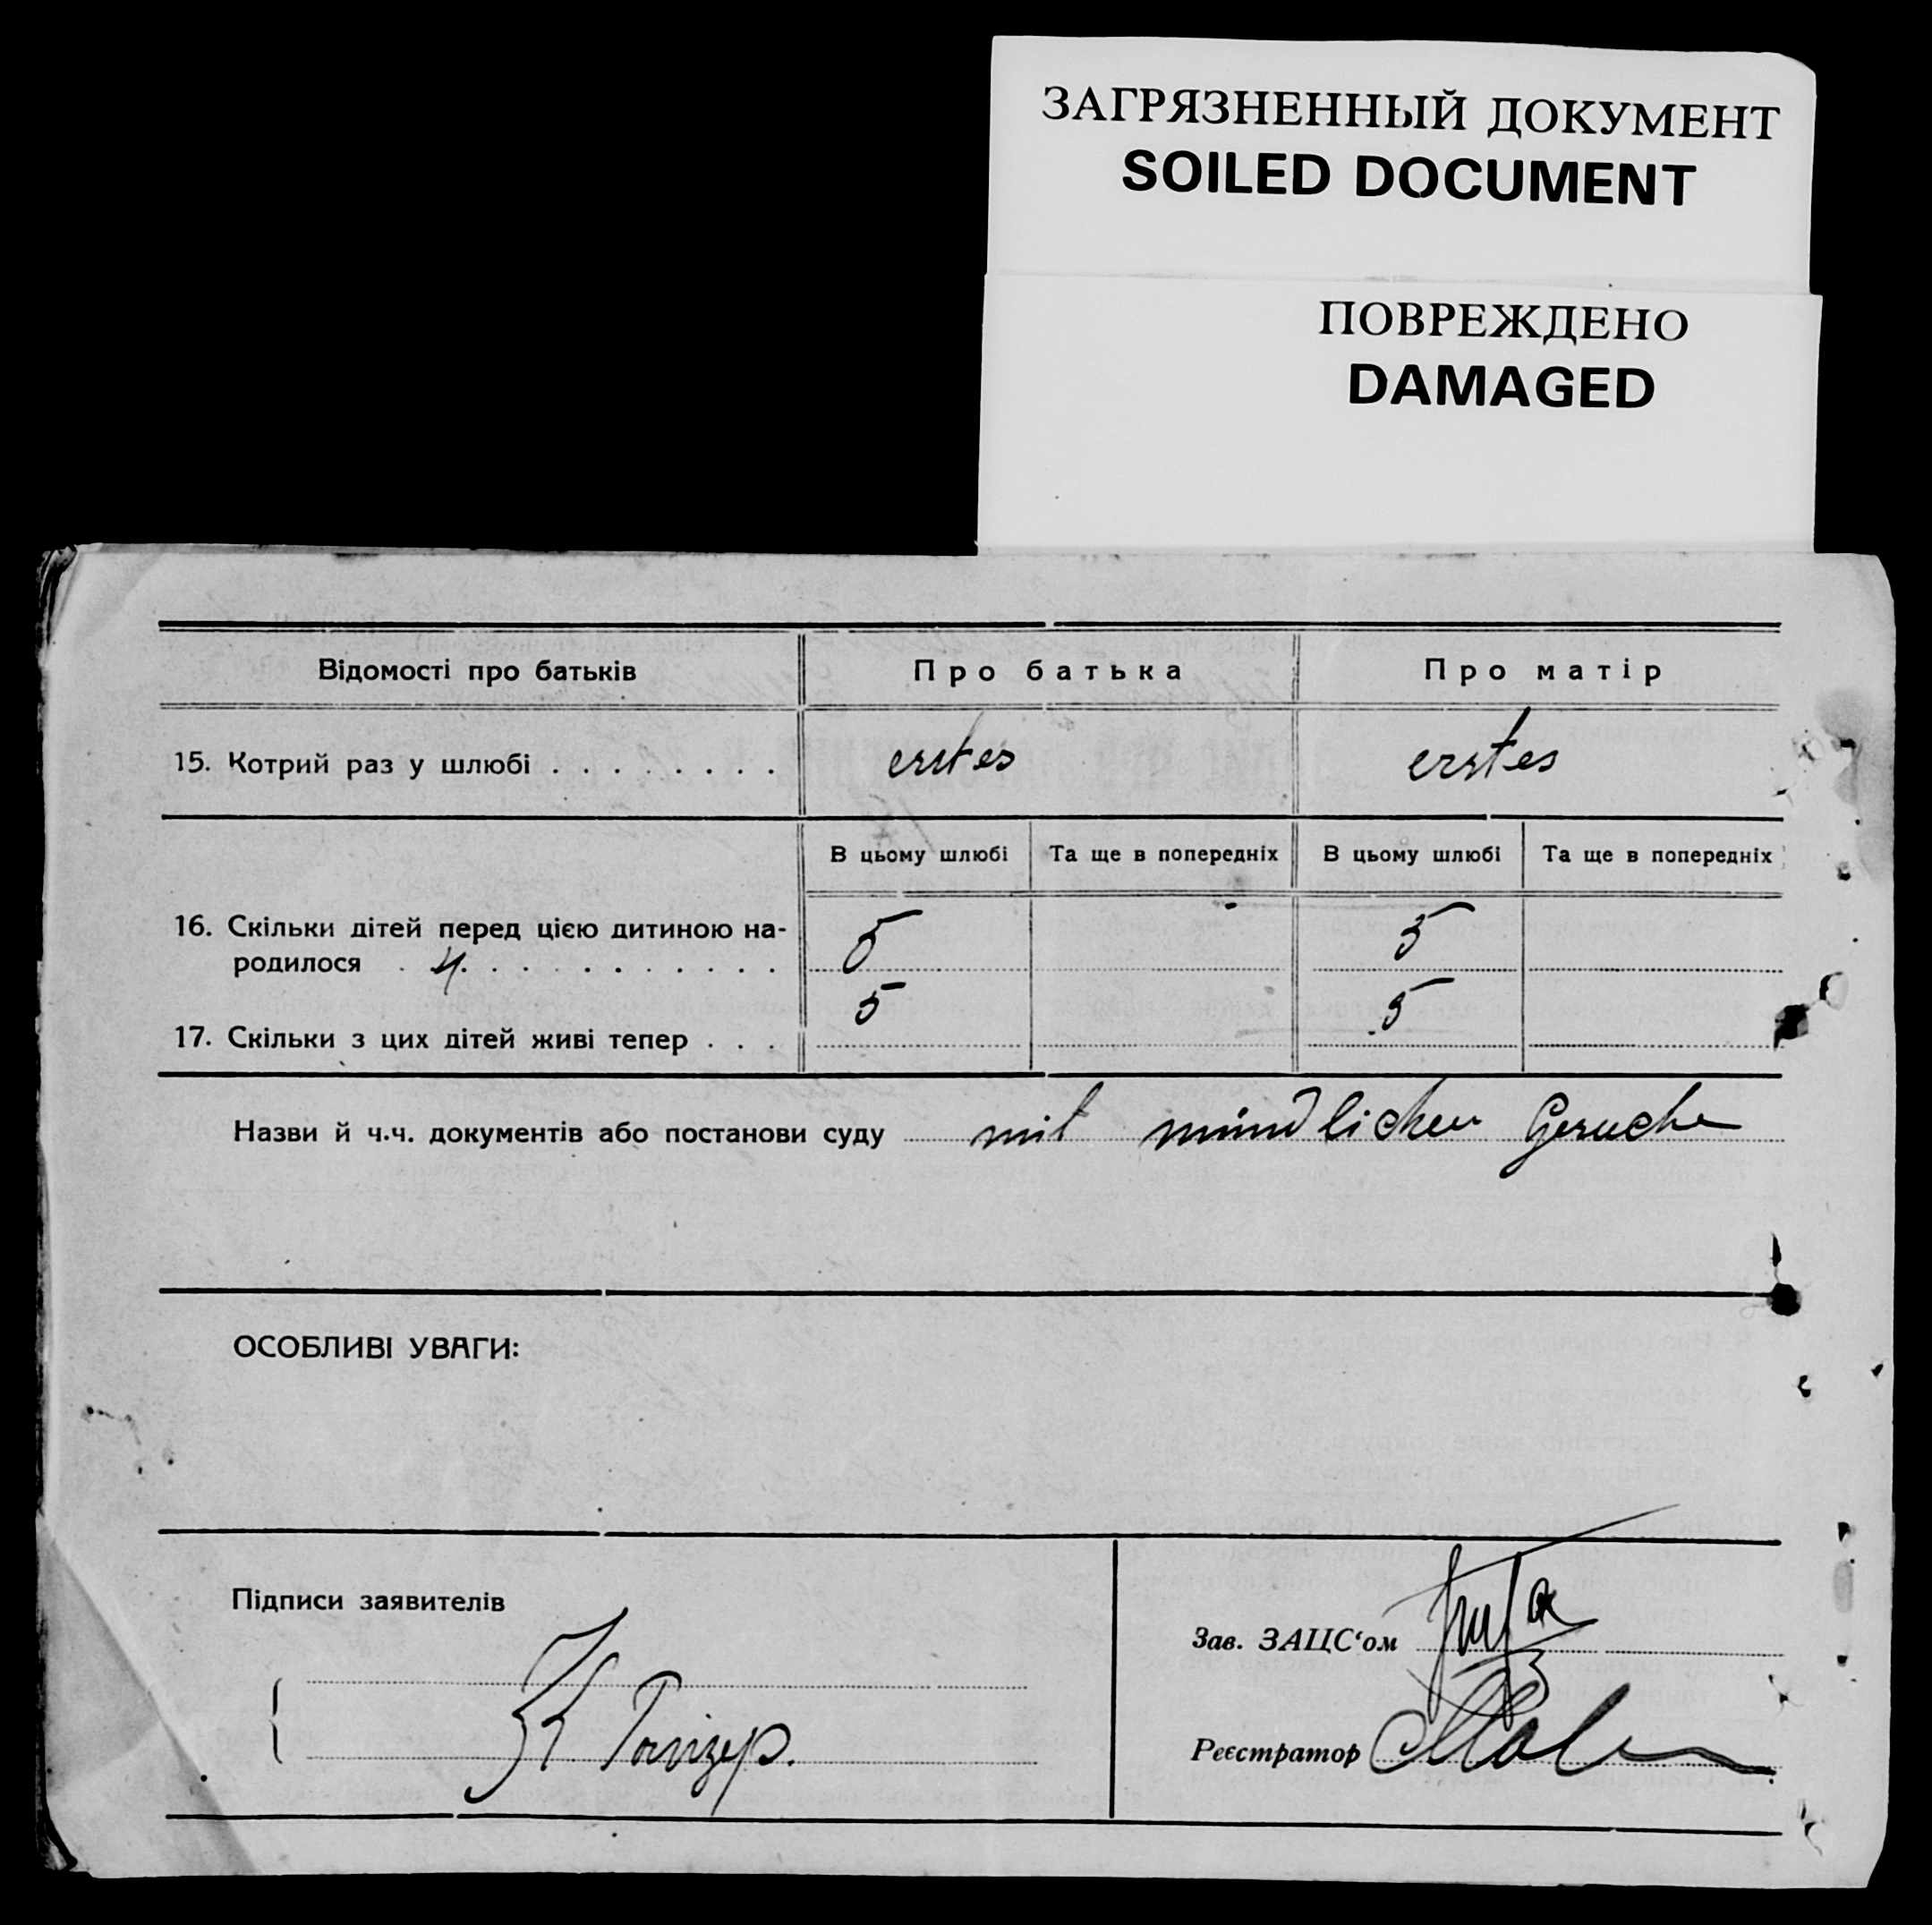 ЗАГРЯЗНЕННЫЙ ДОКУМЕНТ
SOILED DOCUMENT
ПОВРЕЖДЕНО
DAMAGED
Відомості про батьків Про батька Про матір
15. Котрий раз у шлюбі . . . . . . . . erstes erstes
В цьому шлюбі Та ще в попередніх В цьому шлюбі Та ще в попередніх
16. Скільки дітей перед цією дитиною на-
родилося . 4 . . . . . . . . . . . 5 5
17. Скільки з цих дітей живі тепер . . . 5 5
Назви й ч.ч. документів або постанови суду mit mündlichen Gesuche
ОСОБЛИВІ УВАГИ:
Підписи заявителів
Зав. ЗАЦС‘ом
Реєстратор